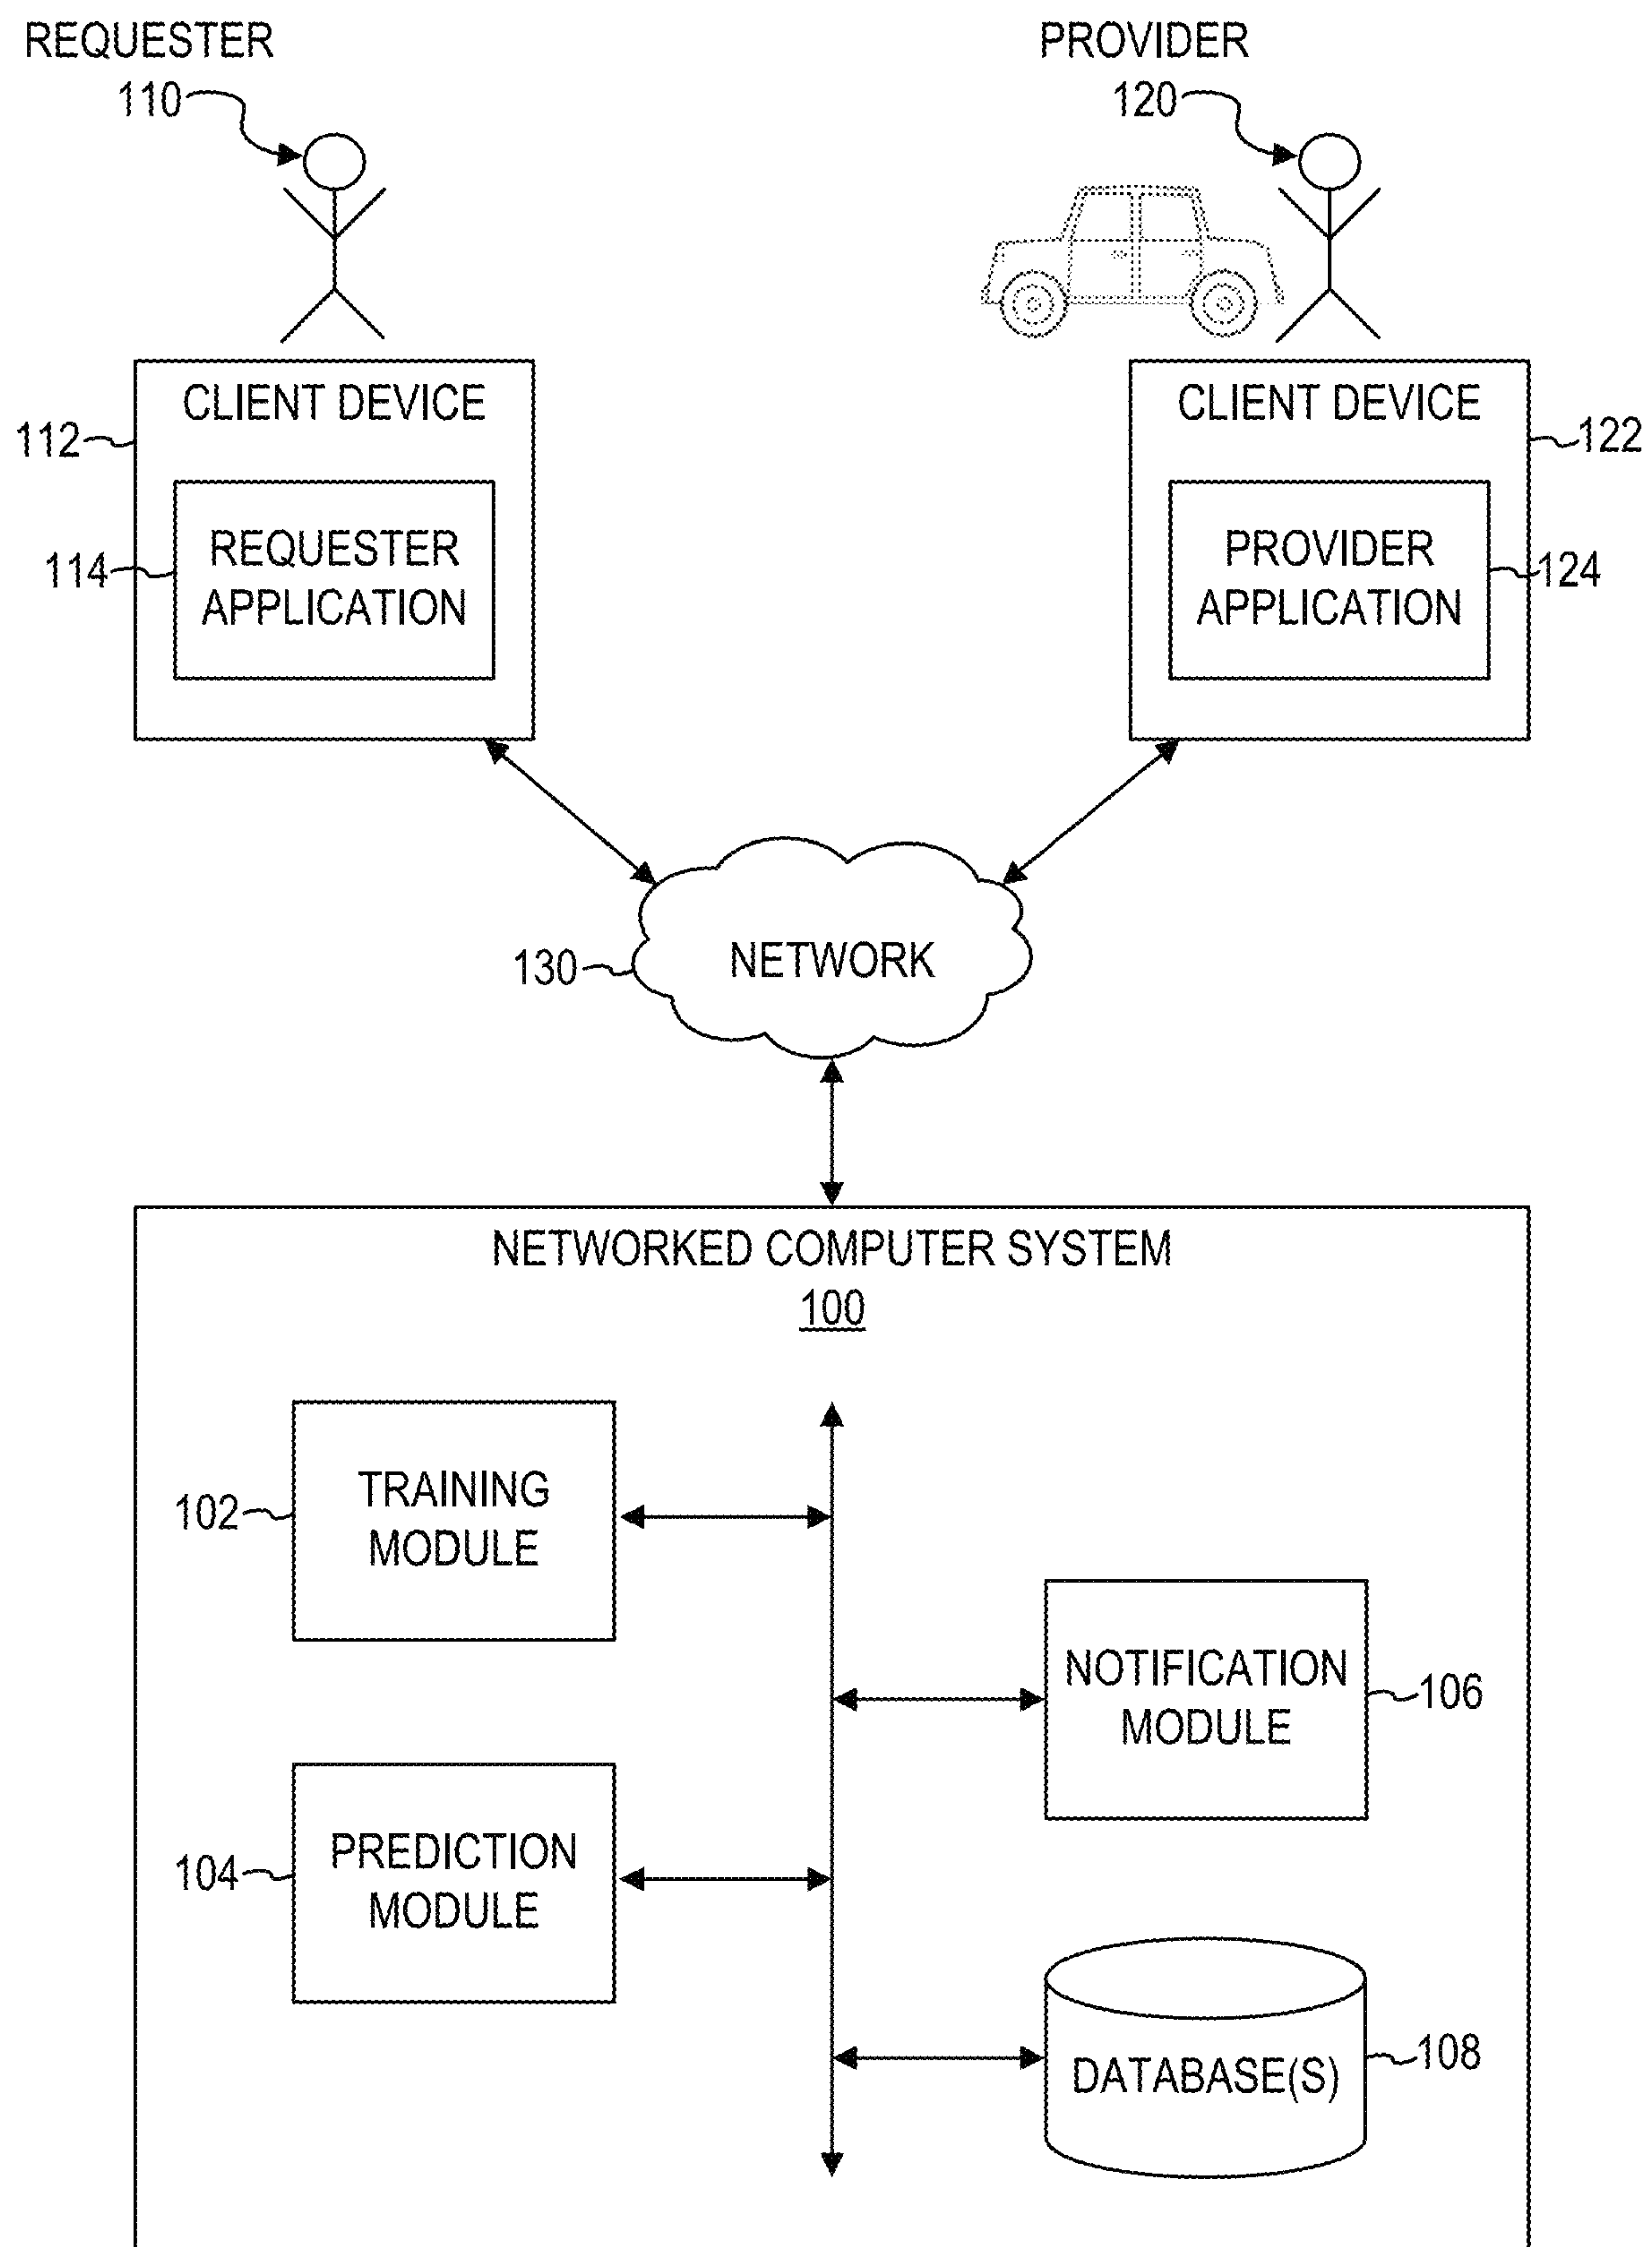 REQUESTER
110
PROVIDER
120
CLIENT DEVICE
112
REQUESTER
114
APPLICATION
CLIENT DEVICE
122
PROVIDER
124
APPLICATION
130
NETWORK
NETWORKED COMPUTER SYSTEM
100
102
TRAINING
MODULE
NOTIFICATION
MODULE
106
104
PREDICTION
MODULE
DATABASE(S)
108